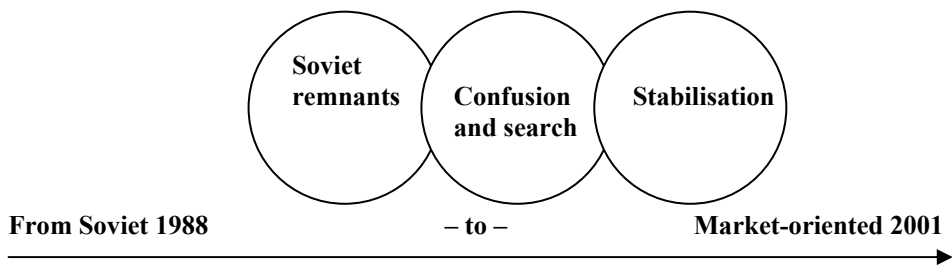 Soviet
remnants
Confusion
and search
Stabilisation
From Soviet 1988 – to – Market-oriented 2001